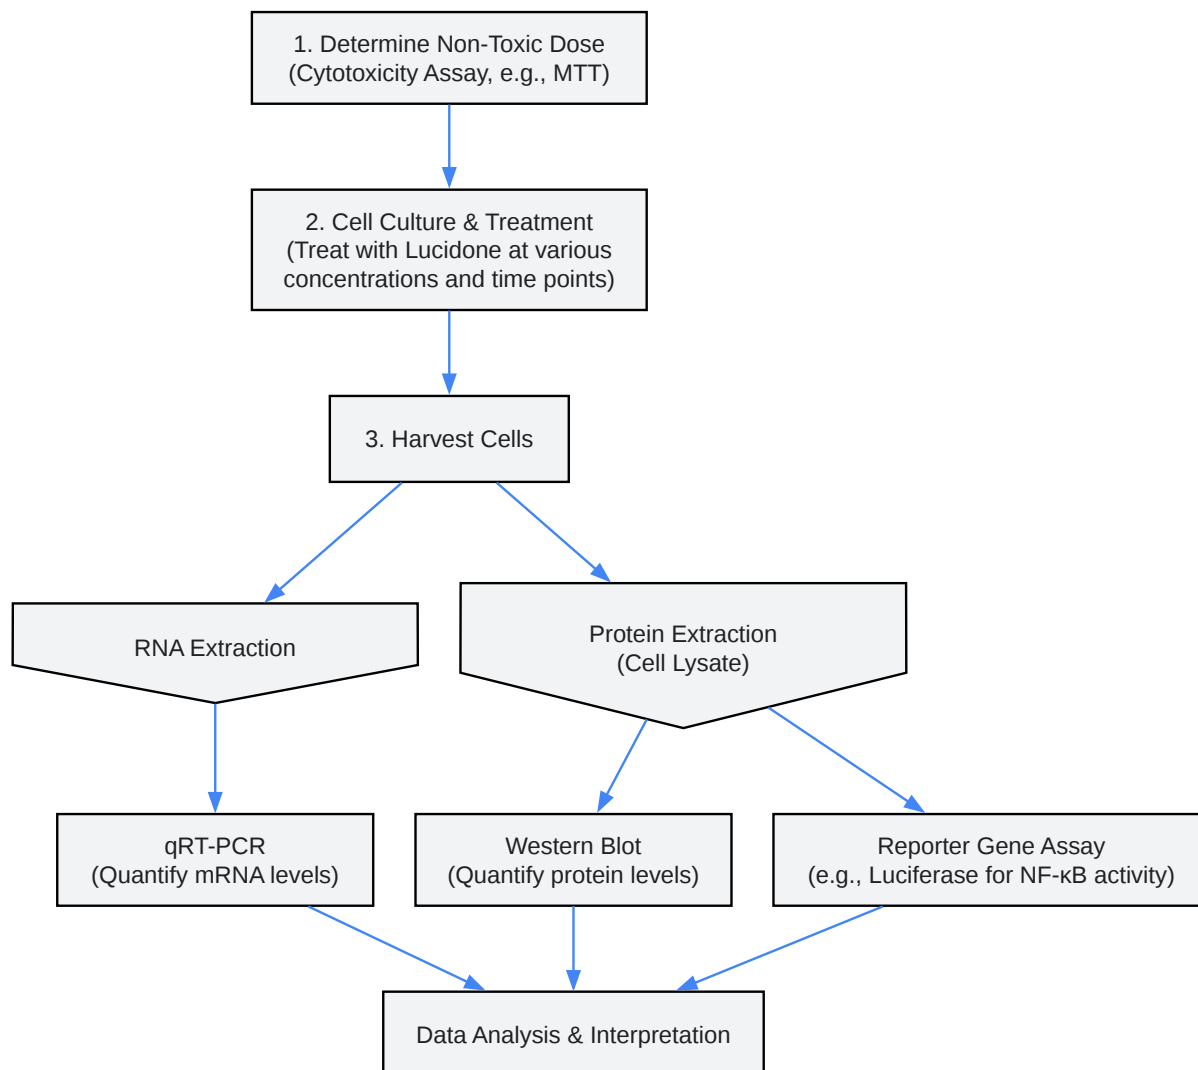 1. Determine Non-Toxic Dose
(Cytotoxicity Assay, e.g., MTT)
2. Cell Culture & Treatment
(Treat with Lucidone at various
concentrations and time points)
3. Harvest Cells
RNA Extraction
Protein Extraction
(Cell Lysate)
qRT-PCR
(Quantify mRNA levels)
Western Blot
(Quantify protein levels)
Reporter Gene Assay
(e.g., Luciferase for NF-κB activity)
Data Analysis & Interpretation